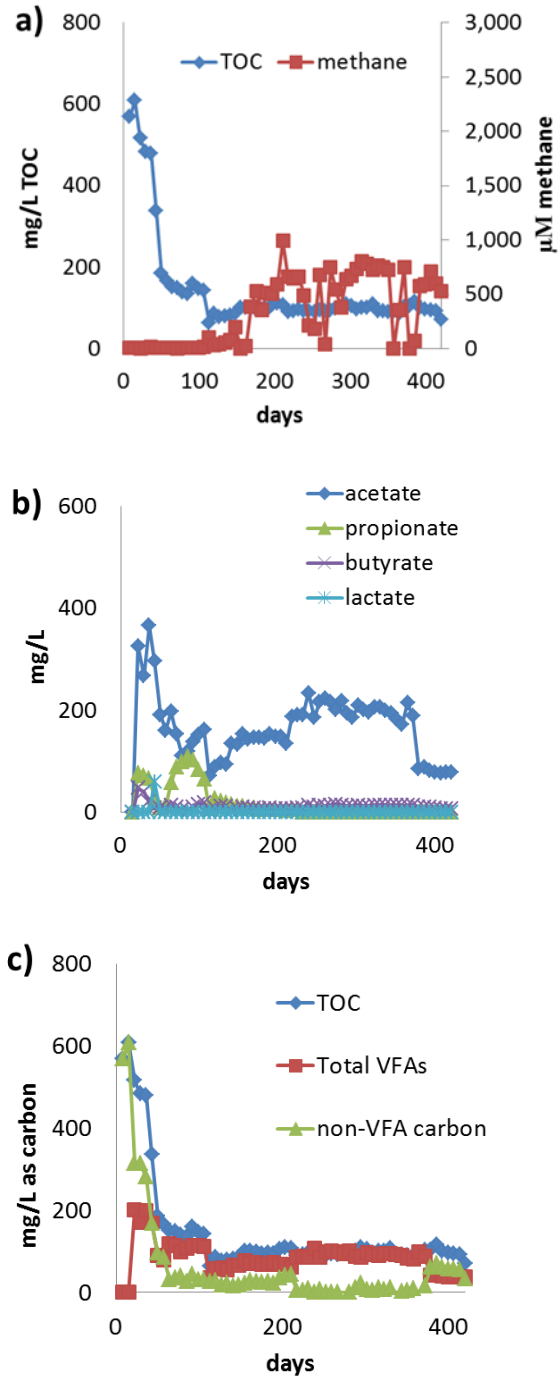 a)
800
600
400
200
0
mg/L TOC
TOC
methane
3,000
2,500
2,000
1,500
1,000
500
0
µM methane
0
100
200
300
400
days
b)
600
400
200
0
mg/L
acetate
propionate
butyrate
lactate
0
200
400
days
c)
800
600
400
200
0
mg/L as carbon
TOC
Total VFAs
non-VFA carbon
0
200
400
days